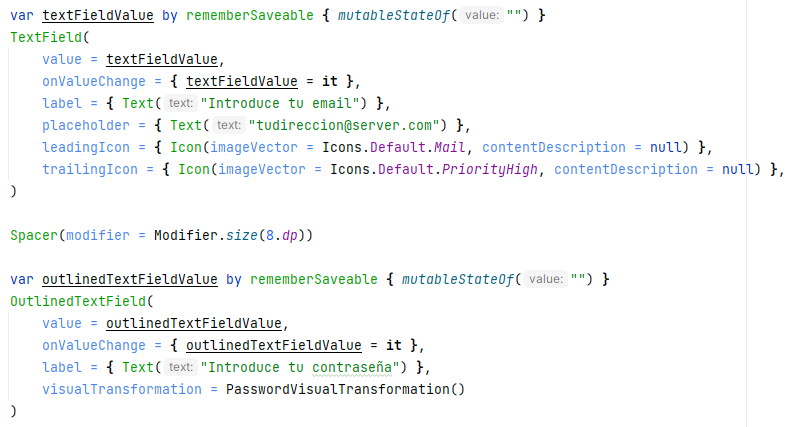 var textFieldValue by rememberSaveable { mutableStateOf( value: "") }
TextField(
    value = textFieldValue,
    onValueChange = { textFieldValue = it },
    label = { Text( text: "Introduce tu email") },
    placeholder = { Text( text: "tudireccion@server.com") },
    leadingIcon = { Icon(imageVector = Icons.Default.Mail, contentDescription = null) },
    trailingIcon = { Icon(imageVector = Icons.Default.PriorityHigh, contentDescription = null) },
)

Spacer(modifier = Modifier.size(8.dp))

var outlinedTextFieldValue by rememberSaveable { mutableStateOf( value: "") }
OutlinedTextField(
    value = outlinedTextFieldValue,
    onValueChange = { outlinedTextFieldValue = it },
    label = { Text( text: "Introduce tu contraseña") },
    visualTransformation = PasswordVisualTransformation()
)